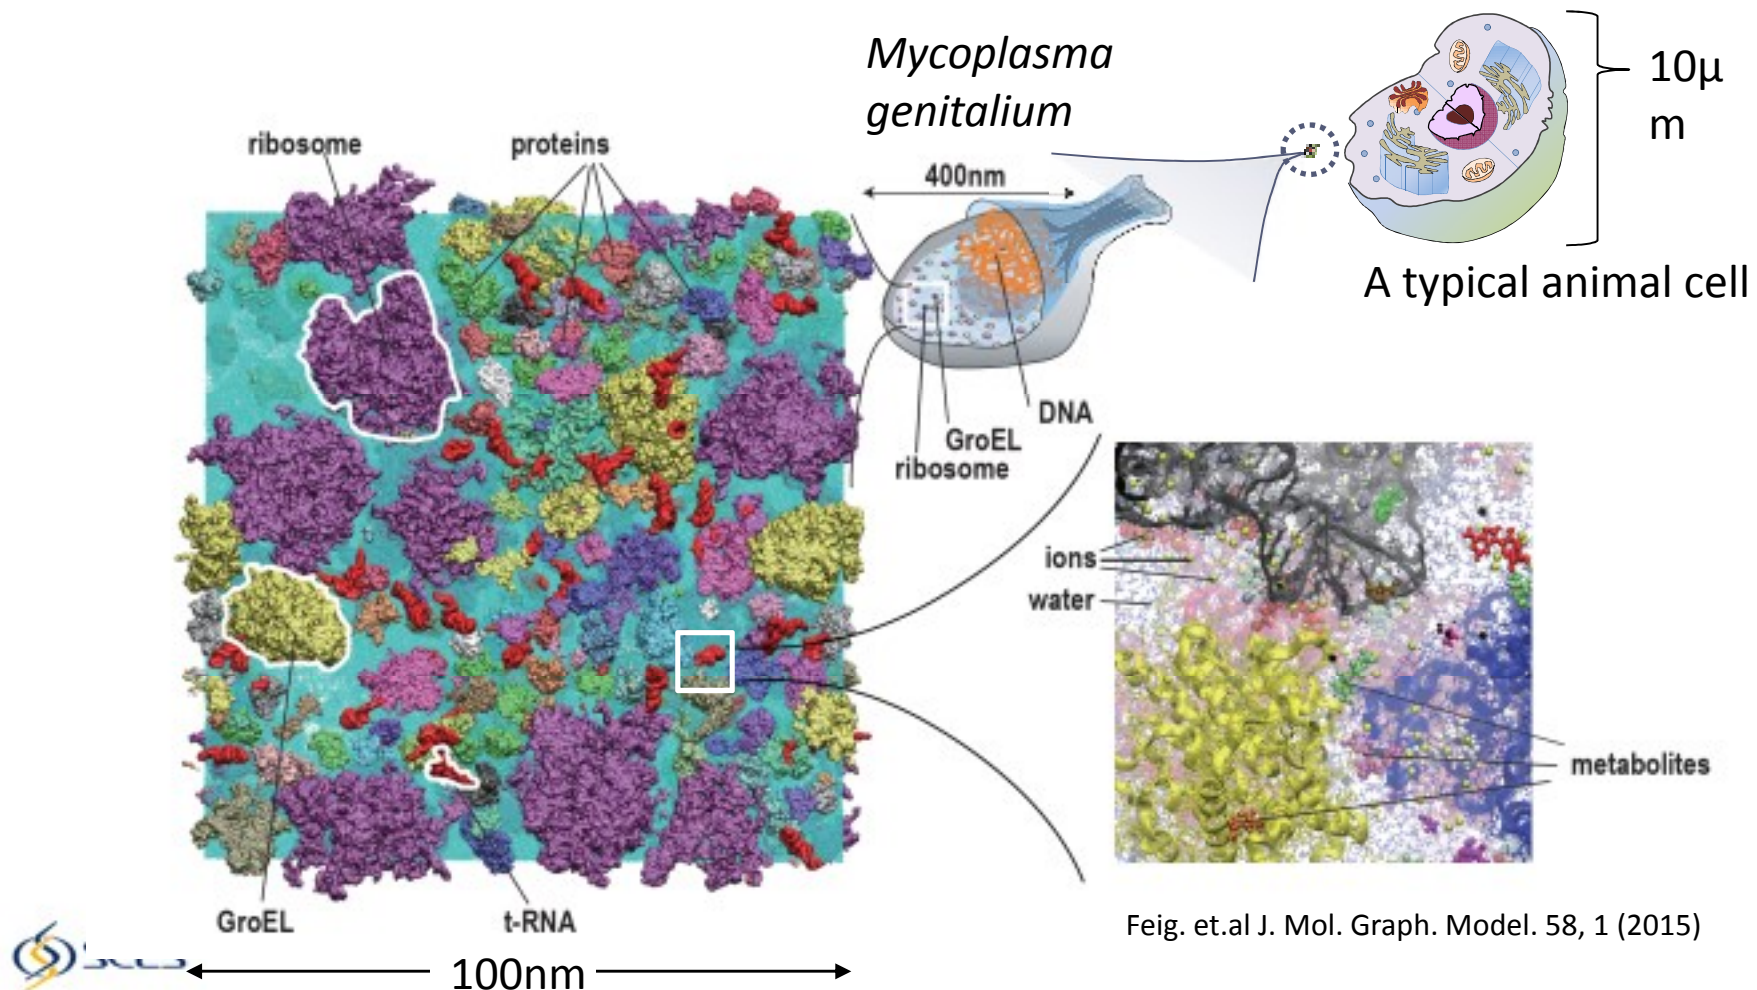 Mycoplasma
genitalium
10μ
m
ribosome
proteins
400nm
A typical animal cell
DNA
GroEL
ribosome
ions
water
metabolites
GroEL
t-RNA
Feig. et.al J. Mol. Graph. Model. 58, 1 (2015)
100nm